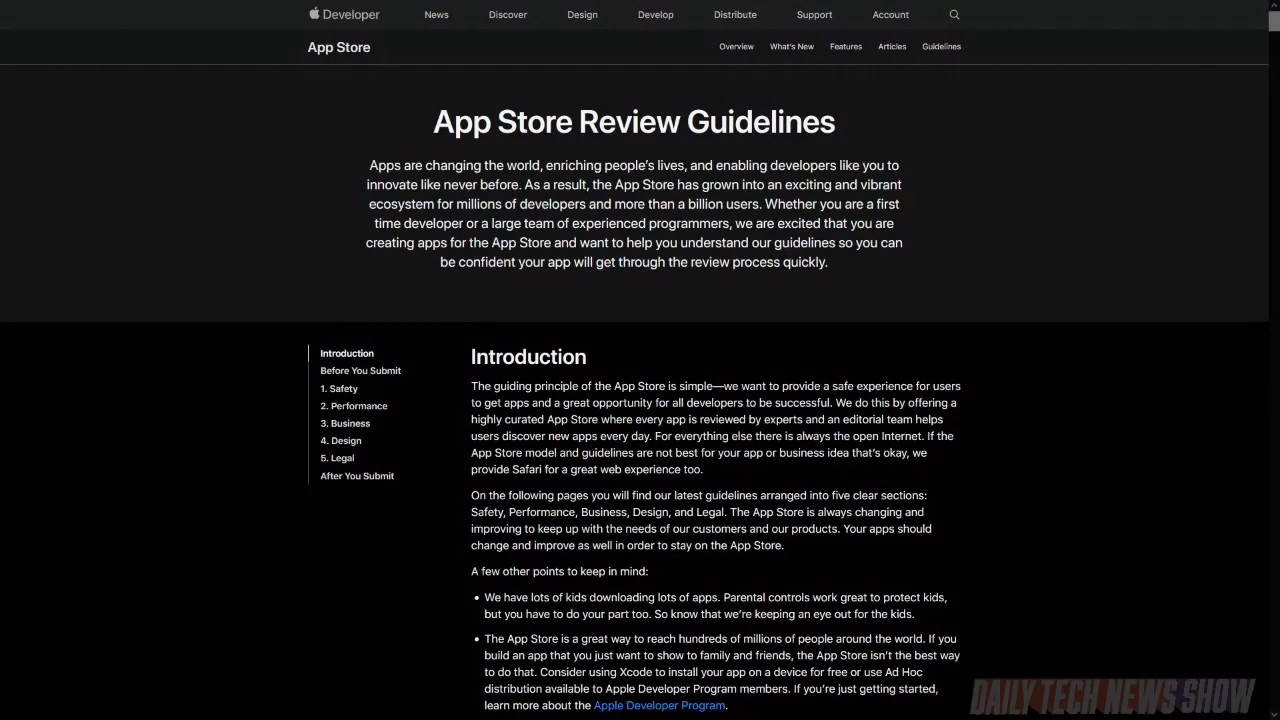 Developer
News
Discover
Design
Develop
Distribute
Support
Account
App Store
Overview
What's New
Features
Articles
Guidelines
App Store Review Guidelines
Apps are changing the world, enriching people's lives, and enabling developers like you to
innovate like never before. As a result, the App Store has grown into an exciting and vibrant
ecosystem for millions of developers and more than a billion users. Whether you are a first
time developer or a large team of experienced programmers, we are excited that you are
creating apps for the App Store and want to help you understand our guidelines so you can
be confident your app will get through the review process quickly.
Introduction
Before You Submit
1. Safety
2. Performance
3. Business
4. Design
5. Legal
After You Submit
Introduction
The guiding principle of the App Store is simple—we want to provide a safe experience for users
to get apps and a great opportunity for all developers to be successful. We do this by offering a
highly curated App Store where every app is reviewed by experts and an editorial team helps
users discover new apps every day. For everything else there is always the open Internet. If the
App Store model and guidelines are not best for your app or business idea that's okay, we
provide Safari for a great web experience too.
On the following pages you will find our latest guidelines arranged into five clear sections:
Safety, Performance, Business, Design, and Legal. The App Store is always changing and
improving to keep up with the needs of our customers and our products. Your apps should
change and improve as well in order to stay on the App Store.
A few other points to keep in mind:
• We have lots of kids downloading lots of apps. Parental controls work great to protect kids,
but you have to do your part too. So know that we're keeping an eye out for the kids.
• The App Store is a great way to reach hundreds of millions of people around the world. If you
build an app that you just want to show to family and friends, the App Store isn't the best way
to do that. Consider using Xcode to install your app on a device for free or use Ad Hoc
distribution available to Apple Developer Program members. If you're just getting started,
learn more about the Apple Developer Program.
DAILY TECH NEWS SHOW